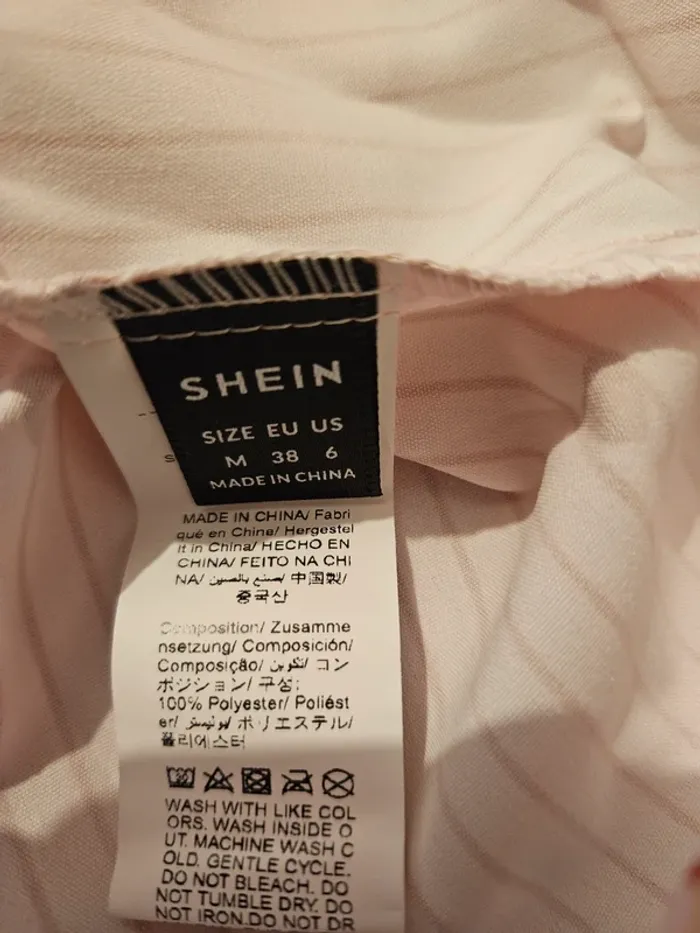 SHEIN
SIZE EU US
M 38 6
MADE IN CHINA
MADE IN CHINA/ Fabri
qué en China/ Hergestel
lt in China/ HECHO EN
CHINA/ FEITO NA CHI
NA/ صنع بالصين/ 中国製/
중국산
Composition/ Zusamme
nsetzung/ Composición/
Composição/ التكوين/ コン
ポジション/ 구성:
100% Polyester/ Poliést
er/ بوليستر/ ポリエステル/
폴리에스터
WASH WITH LIKE COL
ORS. WASH INSIDE O
UT. MACHINE WASH C
OLD. GENTLE CYCLE.
DO NOT BLEACH. DO
NOT TUMBLE DRY. DO
NOT IRON.DO NOT DR